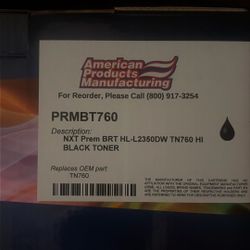 American
Products
Manufacturing
For Reorder, Please Call (800) 917-3254
PRMBT760
Description:
NXT Prem BRT HL-L2350DW TN760 HI
BLACK TONER
Replaces OEM part
TN760